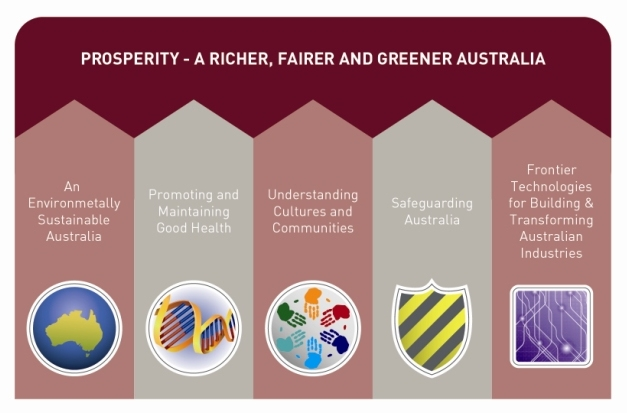 PROSPERITY - A RICHER, FAIRER AND GREENER AUSTRALIA
An
Environmetally
Sustainable
Australia
Promoting and
Maintaining
Good Health
Understanding
Cultures and
Communities
Safeguarding
Australia
Frontier
Technologies
for Building &
Transforming
Australian
Industries